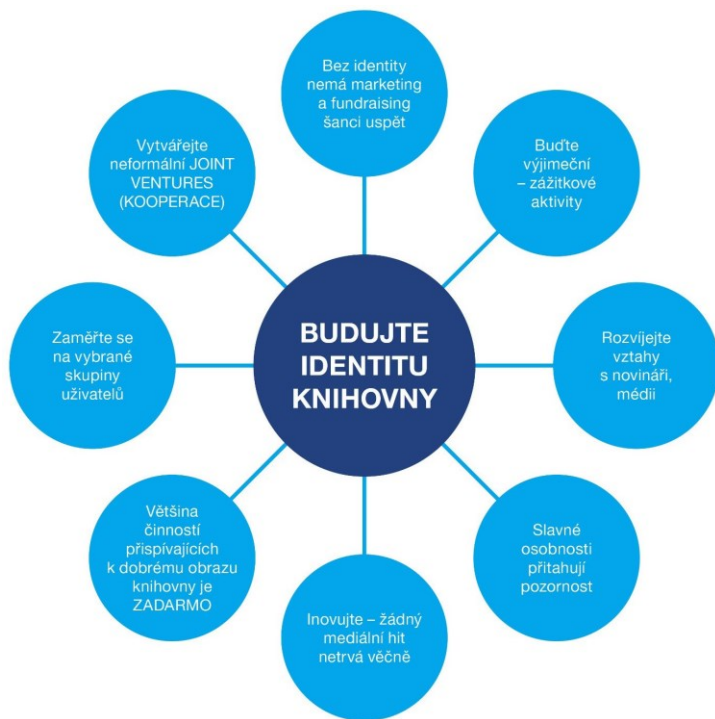 Bez identity
nemá marketing
a fundraising
šanci uspět
Buďte
výjimeční
– zážitkové
aktivity
Rozvíjejte
vztahy
s novináři,
médii
Slavné
osobnosti
přitahují
pozornost
Inovujte – žádný
mediální hit
netrvá věčně
Většina
činností
přispívajících
k dobrému obrazu
knihovny je
ZADARMO
Zaměřte se
na vybrané
skupiny
uživatelů
Vytvářejte
neformální JOINT
VENTURES
(KOOPERACE)
BUDUJTE
IDENTITU
KNIHOVNY